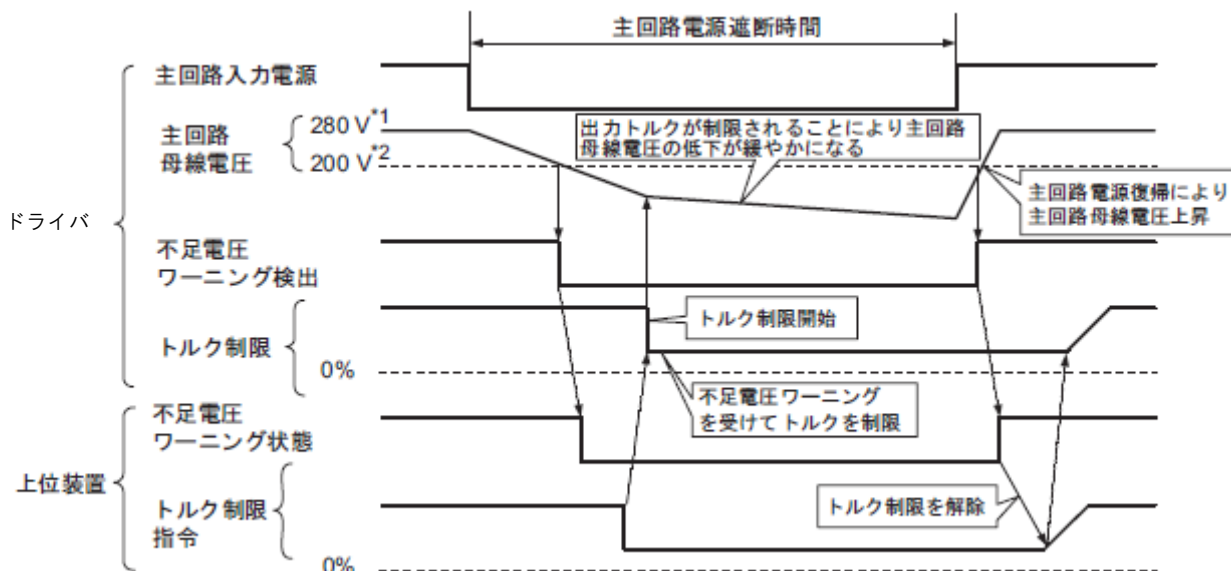 主回路電源遮断時間
主回路入力電源
主回路
母線電圧
280 V*1
200 V*2
出力トルクが制限されることにより主回路
母線電圧の低下が緩やかになる
主回路電源復帰により
主回路母線電圧上昇
ドライバ
不足電圧
ワーニング検出
トルク制限開始
トルク制限
0%
不足電圧ワーニング
を受けてトルクを制限
不足電圧
ワーニング状態
上位装置
トルク制限を解除
トルク制限
指令
0%